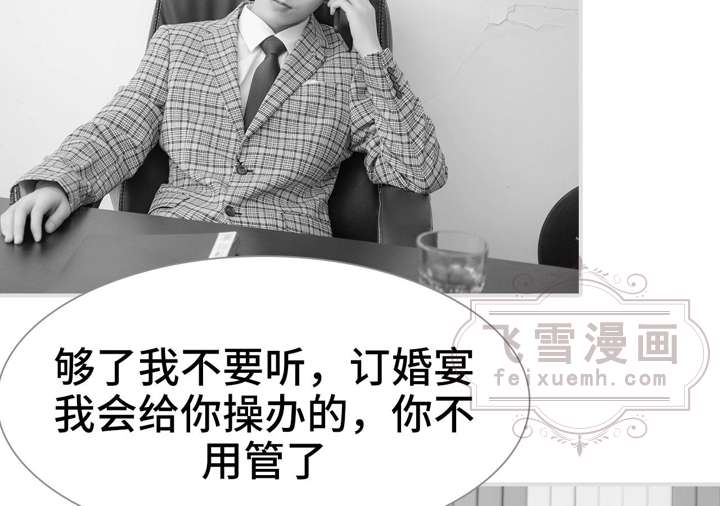 够了我不要听，订婚宴
我会给你操办的，你不
用管了
飞雪漫画
feixuemh.com